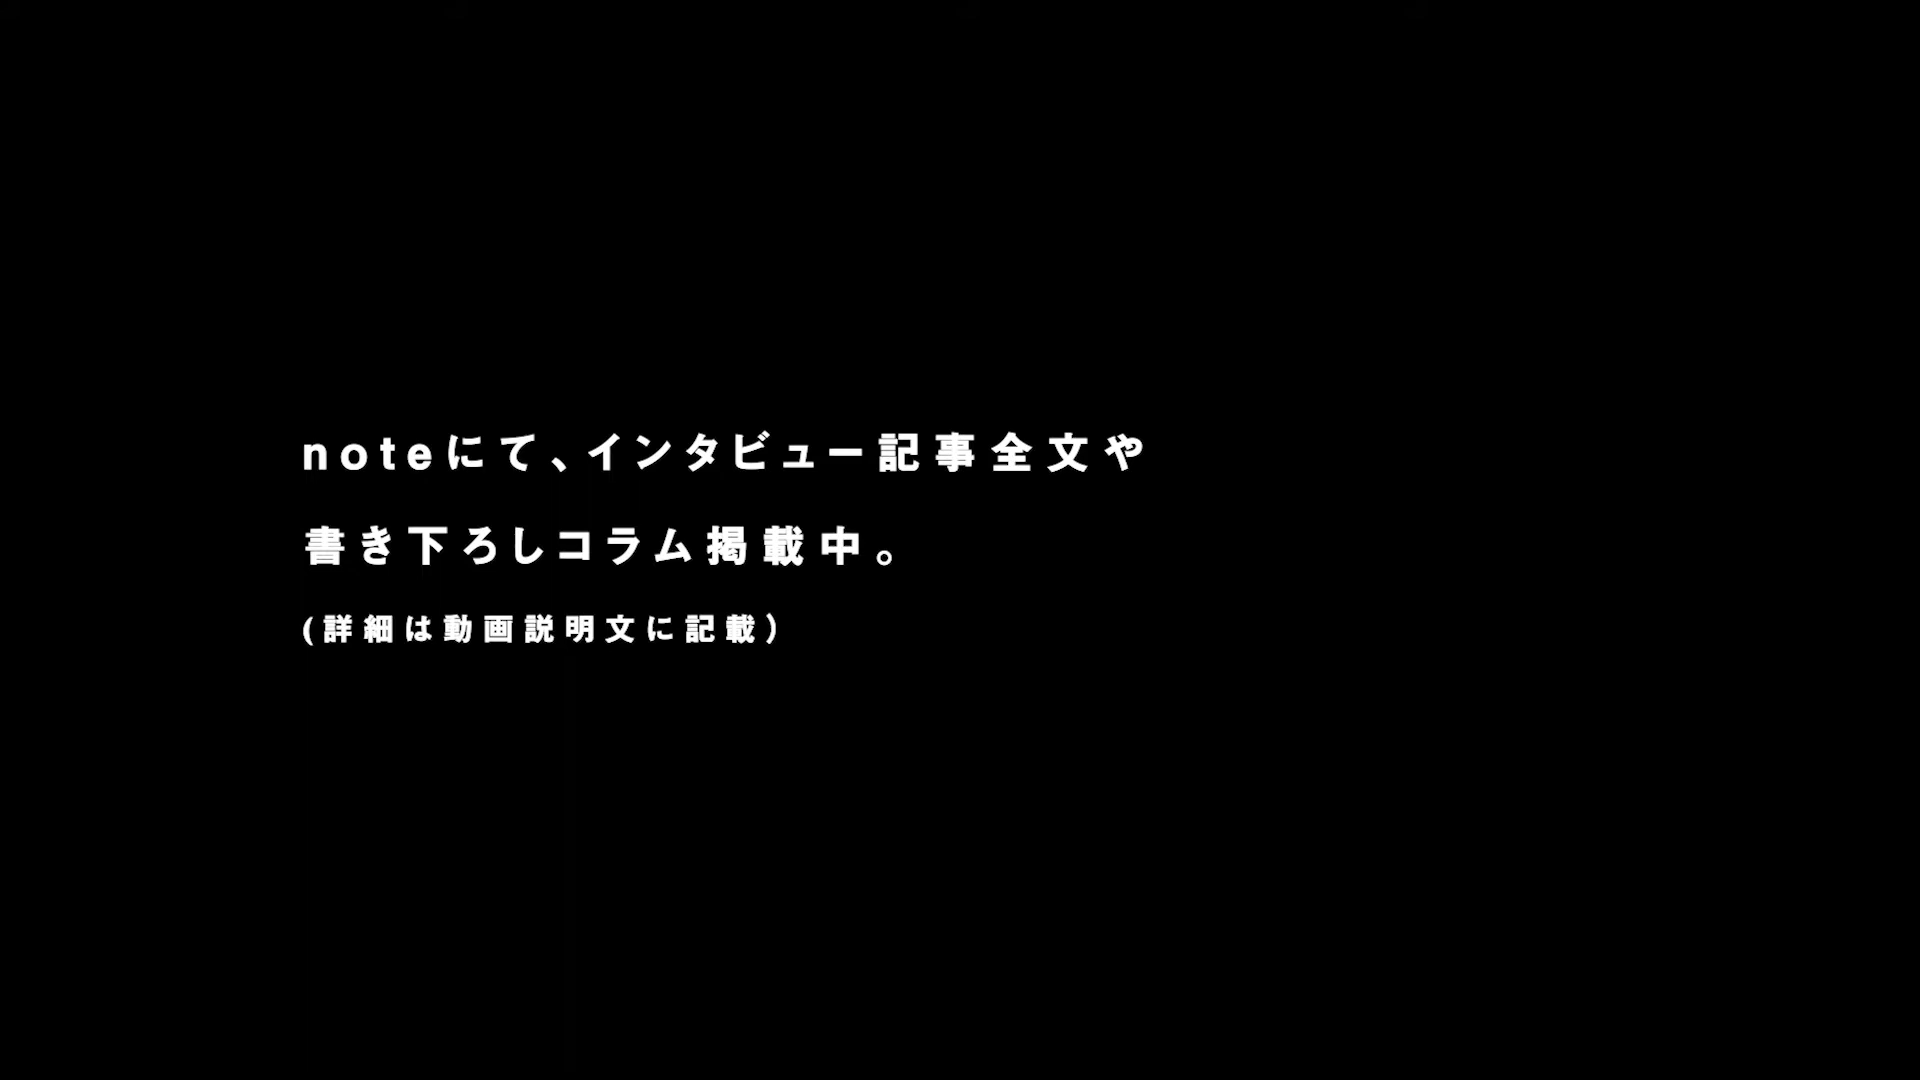 noteにて、インタビュー記事全文や
書き下ろしコラム掲載中。
(詳細は動画説明文に記載）